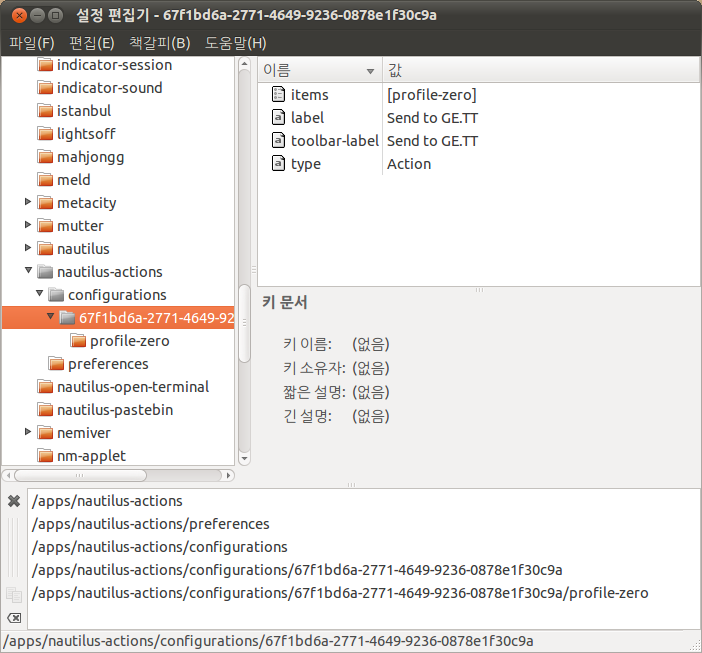 설정 편집기 - 67f1bd6a-2771-4649-9236-0878e1f30c9a
파일(F) 편집(E) 책갈피(B) 도움말(H)
indicator-session
indicator-sound
istanbul
lightsoff
mahjongg
meld
metacity
mutter
nautilus
nautilus-actions
configurations
67f1bd6a-2771-4649-92
profile-zero
preferences
nautilus-open-terminal
nautilus-pastebin
nemiver
nm-applet
이름 값
items [profile-zero]
label Send to GE.TT
toolbar-label Send to GE.TT
type Action
키 문서
키 이름: (없음)
키 소유자: (없음)
짧은 설명: (없음)
긴 설명: (없음)
/apps/nautilus-actions
/apps/nautilus-actions/preferences
/apps/nautilus-actions/configurations
/apps/nautilus-actions/configurations/67f1bd6a-2771-4649-9236-0878e1f30c9a
/apps/nautilus-actions/configurations/67f1bd6a-2771-4649-9236-0878e1f30c9a/profile-zero
/apps/nautilus-actions/configurations/67f1bd6a-2771-4649-9236-0878e1f30c9a